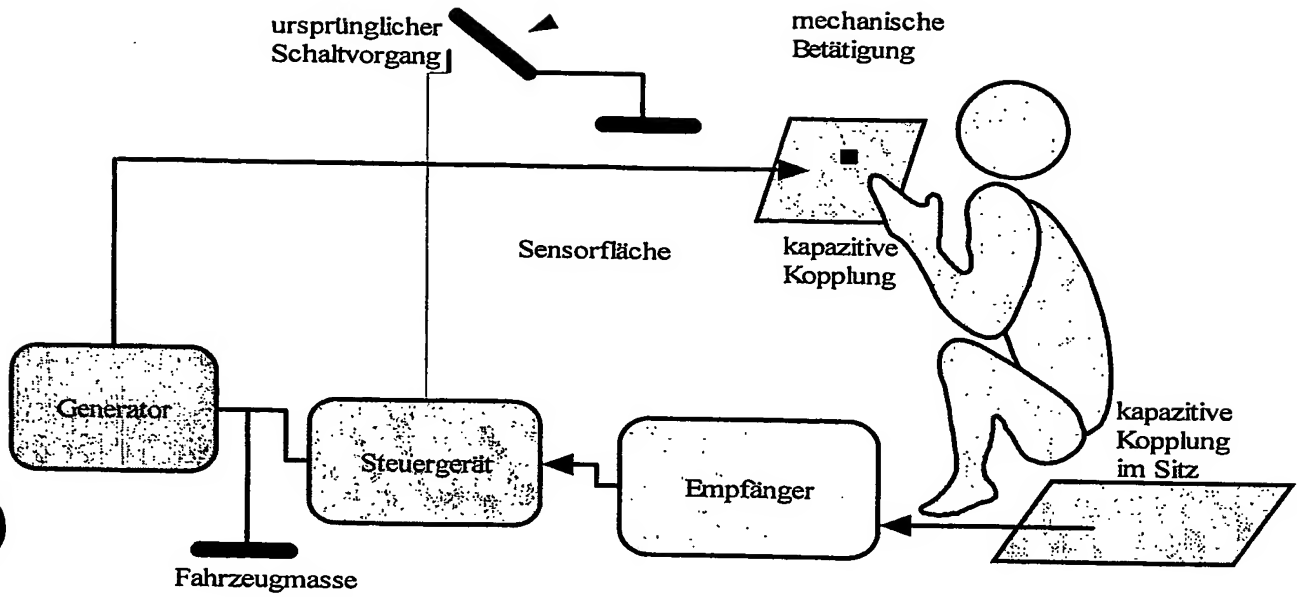 ursprünglicher
Schaltvorgang
mechanische
Betätigung
Sensorfläche
kapazitive
Kopplung
Generator
Steuergerät
Empfänger
kapazitive
Kopplung
im Sitz
Fahrzeugmasse